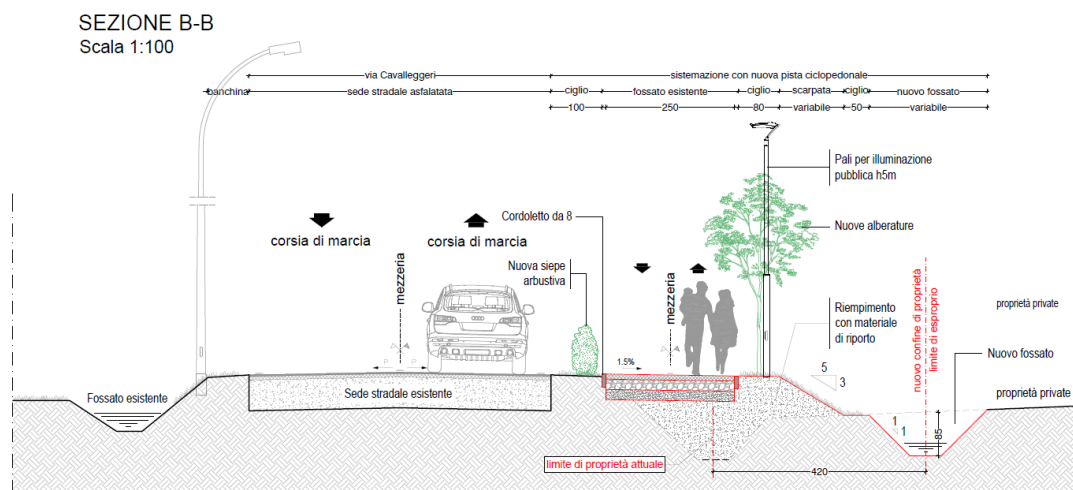 SEZIONE B-B
Scala 1:100
via Cavalleggeri
sistemazione con nuova pista ciclopedonale
banchina
sede stradale asfalatata
ciglio
fossato esistente
ciglio
scarpata
ciglio
nuovo fossato
100
250
80
variabile
50
variabile
Pali per illuminazione
pubblica h5m
Cordoletto da 8
Nuove alberature
corsia di marcia
corsia di marcia
Nuova siepe
arbustiva
mezzeria
mezzeria
Riempimento
con materiale
di riporto
nuovo confine di proprietà
limite di esproprio
proprietà private
Nuovo fossato
1.5%
5
3
Fossato esistente
Sede stradale esistente
proprietà private
1
1
85
limite di proprietà attuale
420